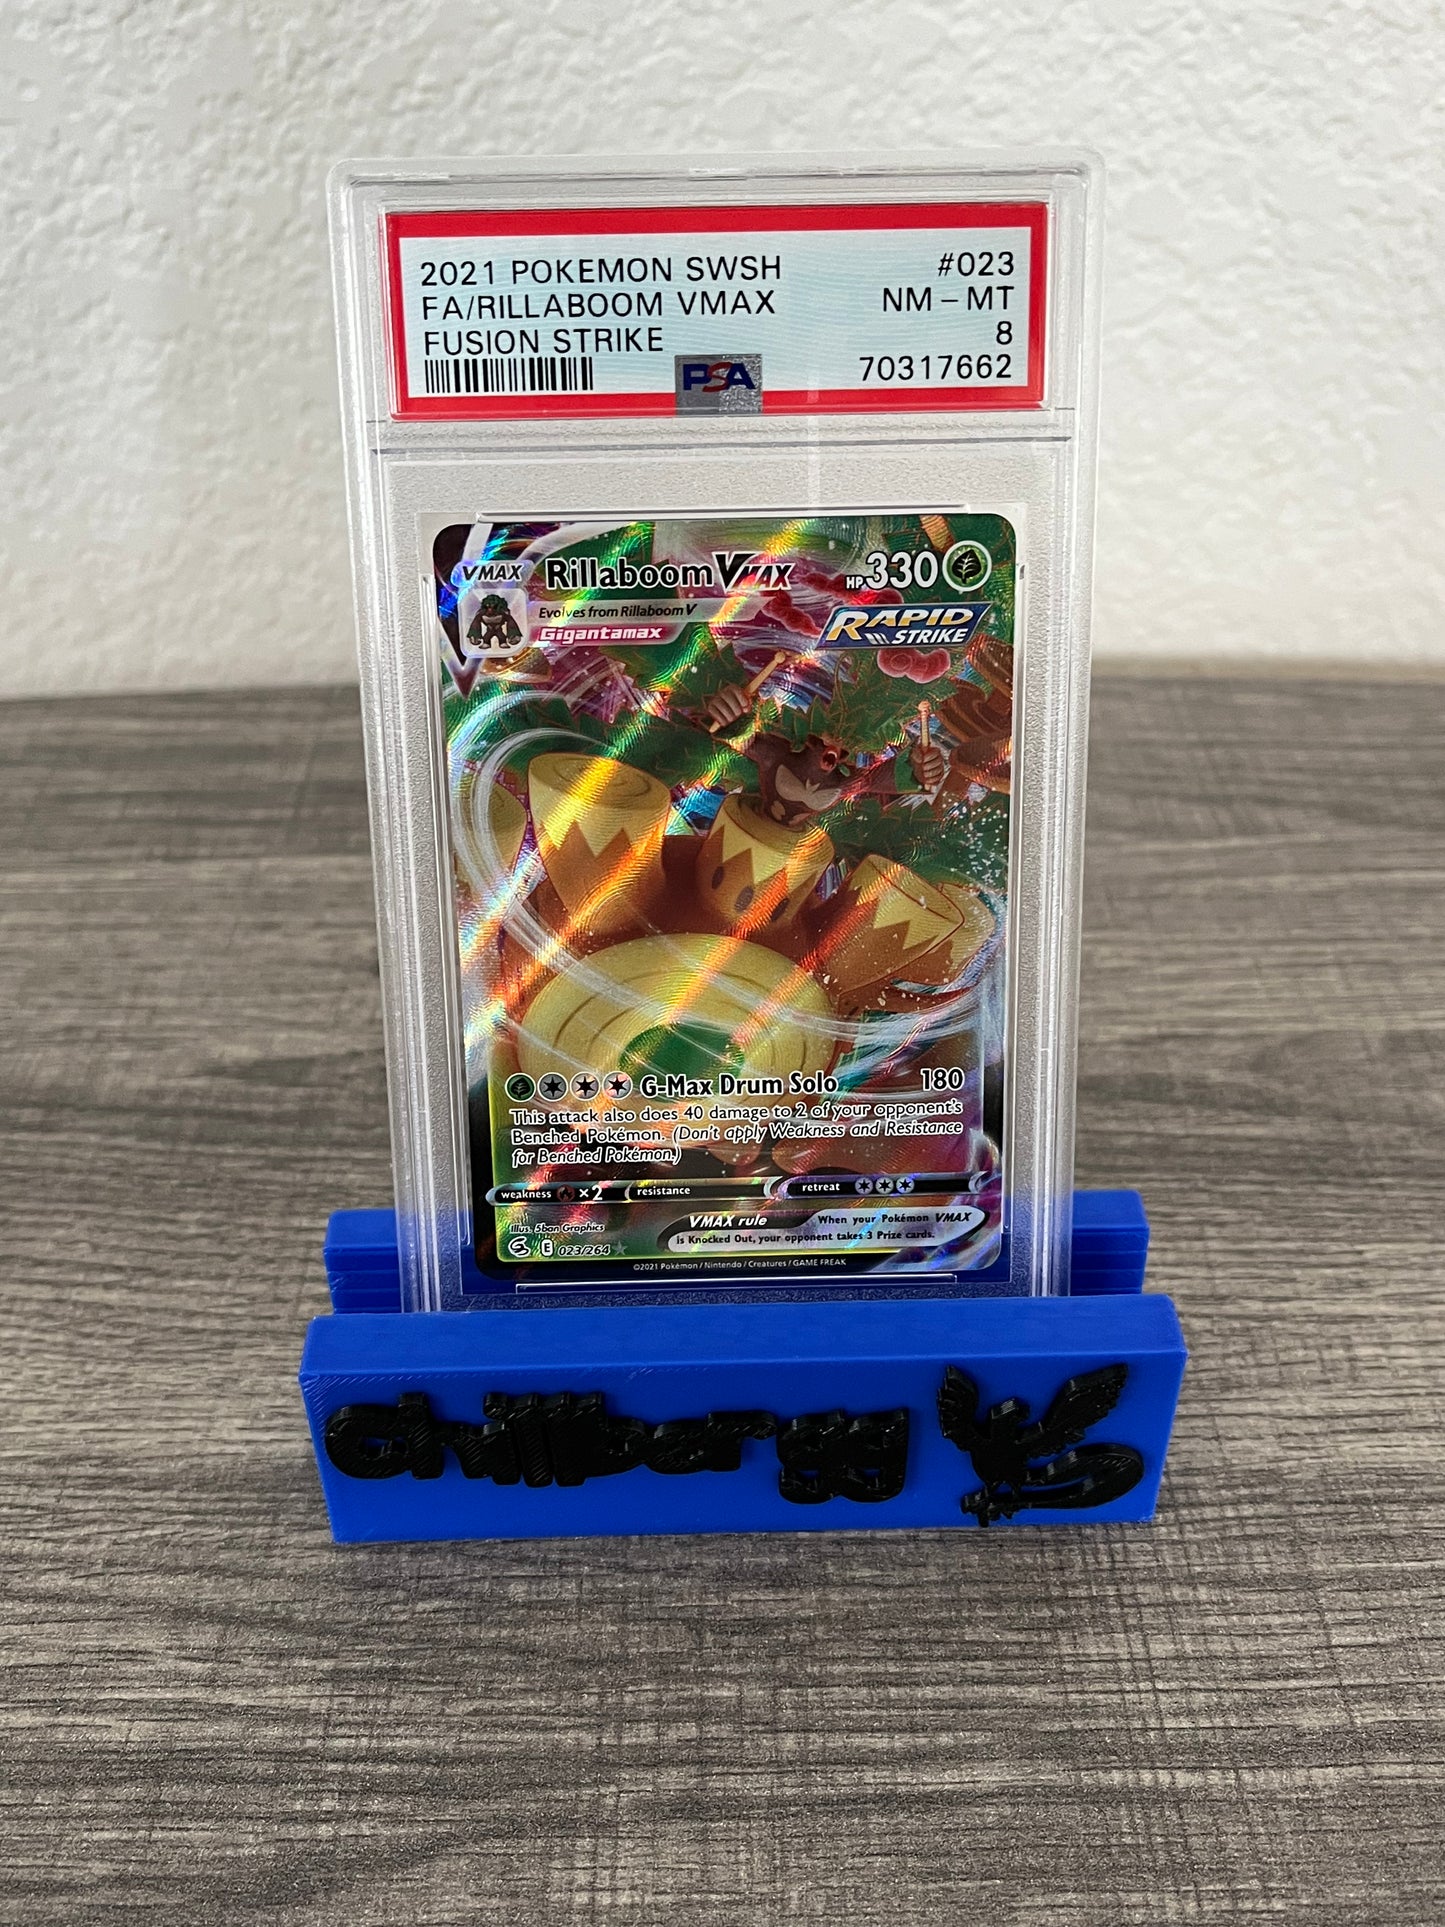 2021 POKEMON SWSH #023
FA/RILLABOOM VMAX NM - MT
FUSION STRIKE 8
PSA 70317662
VMAX Rillaboom VMAX HP 330
Evolves from Rillaboom V
Gigantamax
RAPID
STRIKE
G-Max Drum Solo 180
This attack also does 40 damage to 2 of your opponent's
Benched Pokémon. (Don't apply Weakness and Resistance
for Benched Pokémon.)
weakness ×2 resistance retreat
Illus. 5ban Graphics
VMAX rule When your Pokémon VMAX
is Knocked Out, your opponent takes 3 Prize cards.
E 023/264
©2021 Pokémon / Nintendo / Creatures / GAME FREAK